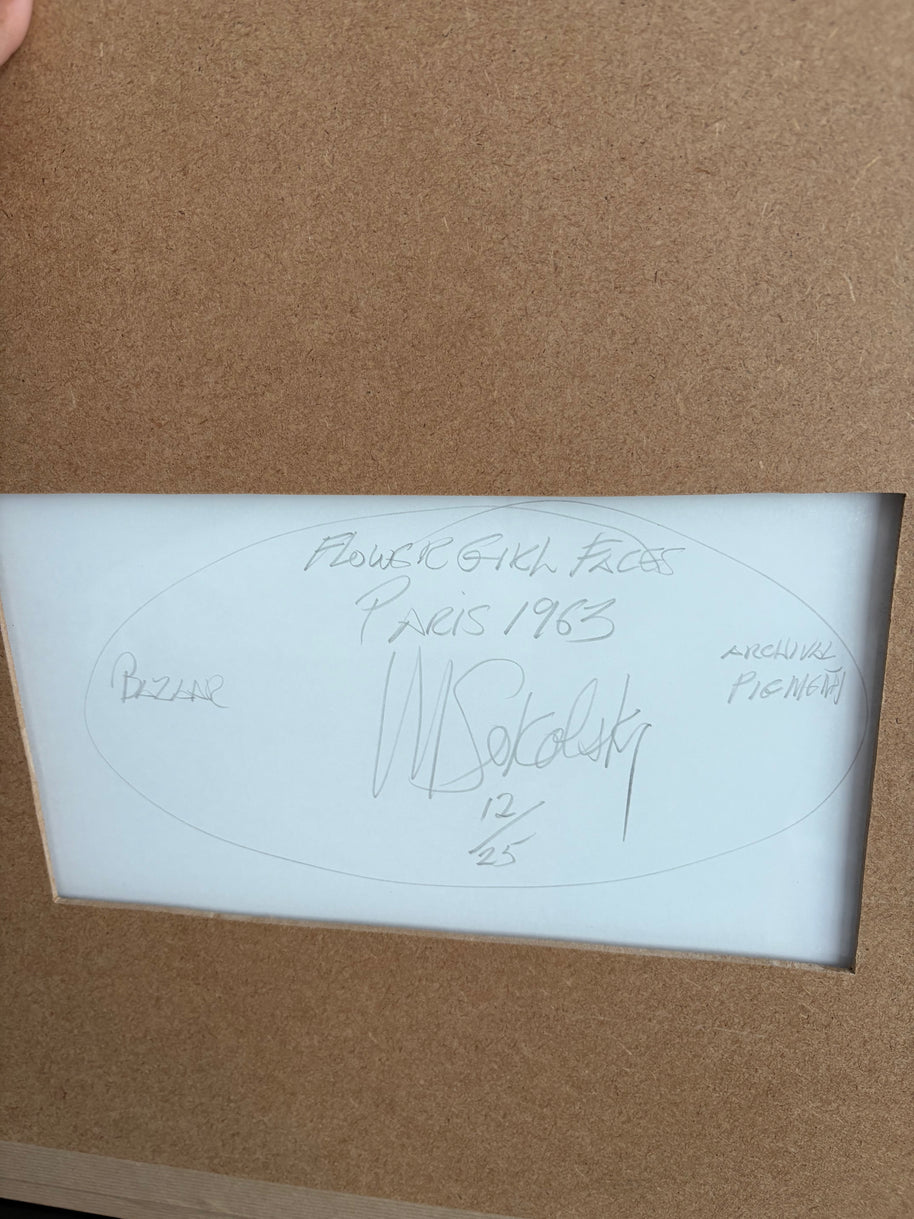 FLOWER GIRL FACES
PARIS 1963
BAZAAR
ARCHIVAL
PIGMENT
M Sokolsky
12/25